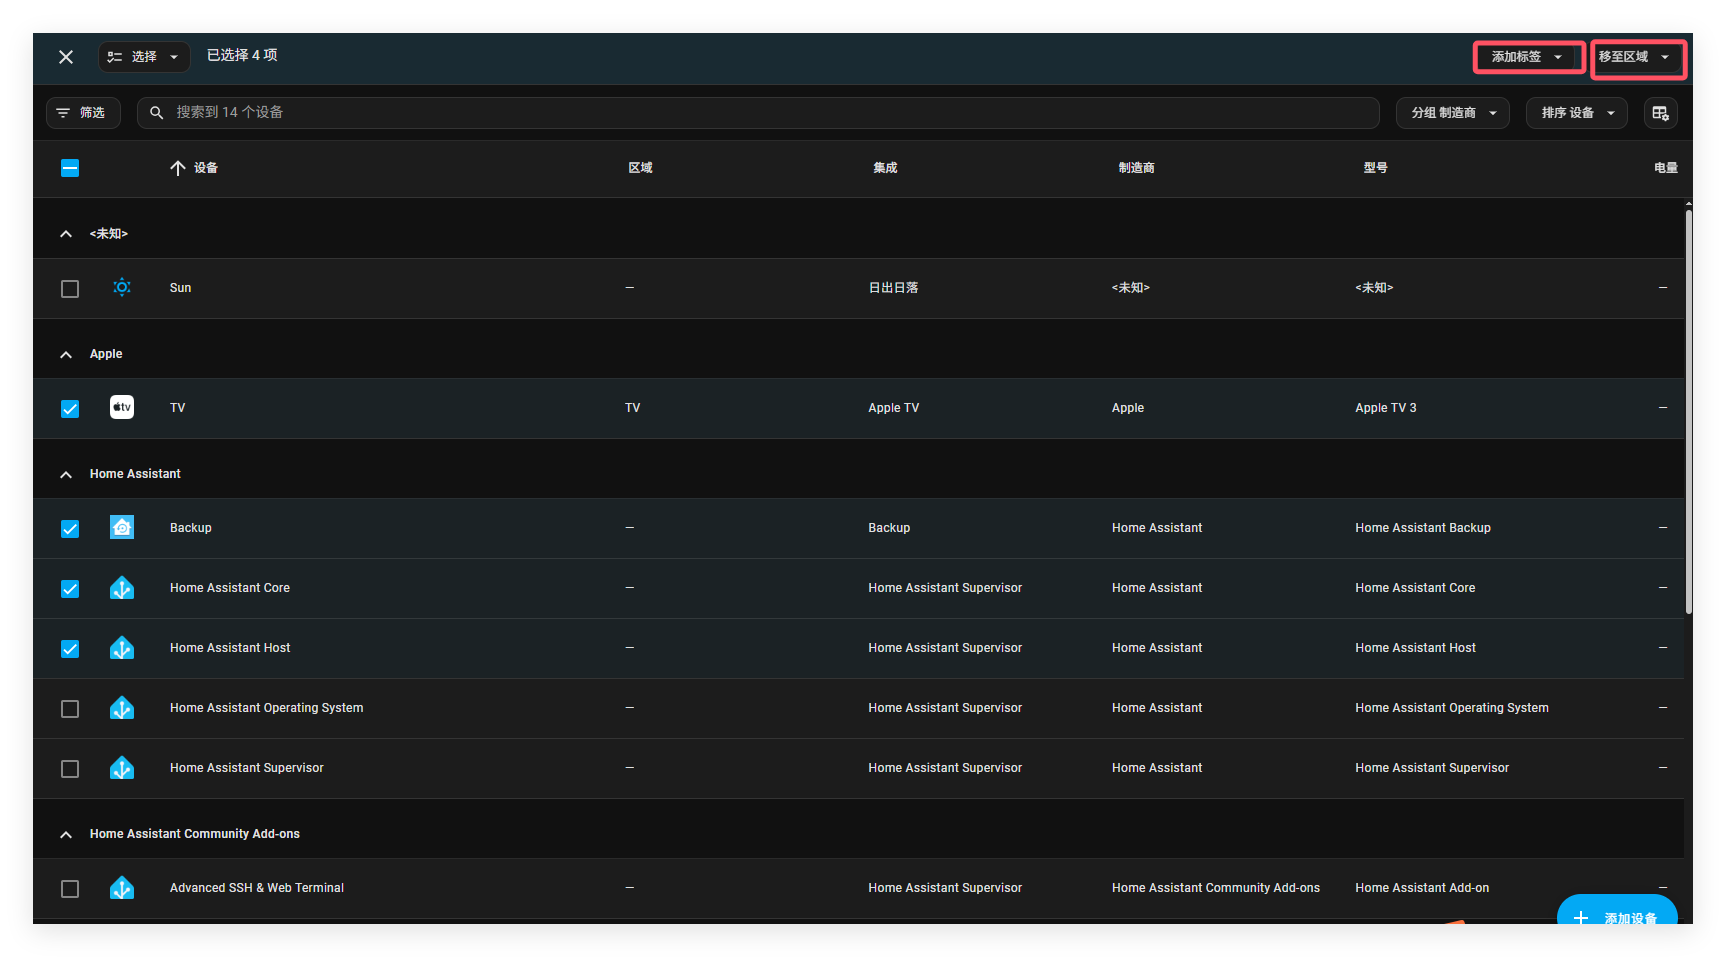 选择 已选择 4 项 添加标签 移至区域
筛选 搜索到 14 个设备 分组 制造商 排序 设备
设备 区域 集成 制造商 型号 电量
<未知>
Sun — 日出日落 <未知> <未知> —
Apple
tv TV TV Apple TV Apple Apple TV 3 —
Home Assistant
Backup — Backup Home Assistant Home Assistant Backup —
Home Assistant Core — Home Assistant Supervisor Home Assistant Home Assistant Core —
Home Assistant Host — Home Assistant Supervisor Home Assistant Home Assistant Host —
Home Assistant Operating System — Home Assistant Supervisor Home Assistant Home Assistant Operating System —
Home Assistant Supervisor — Home Assistant Supervisor Home Assistant Home Assistant Supervisor —
Home Assistant Community Add-ons
Advanced SSH & Web Terminal — Home Assistant Supervisor Home Assistant Community Add-ons Home Assistant Add-on —
添加设备